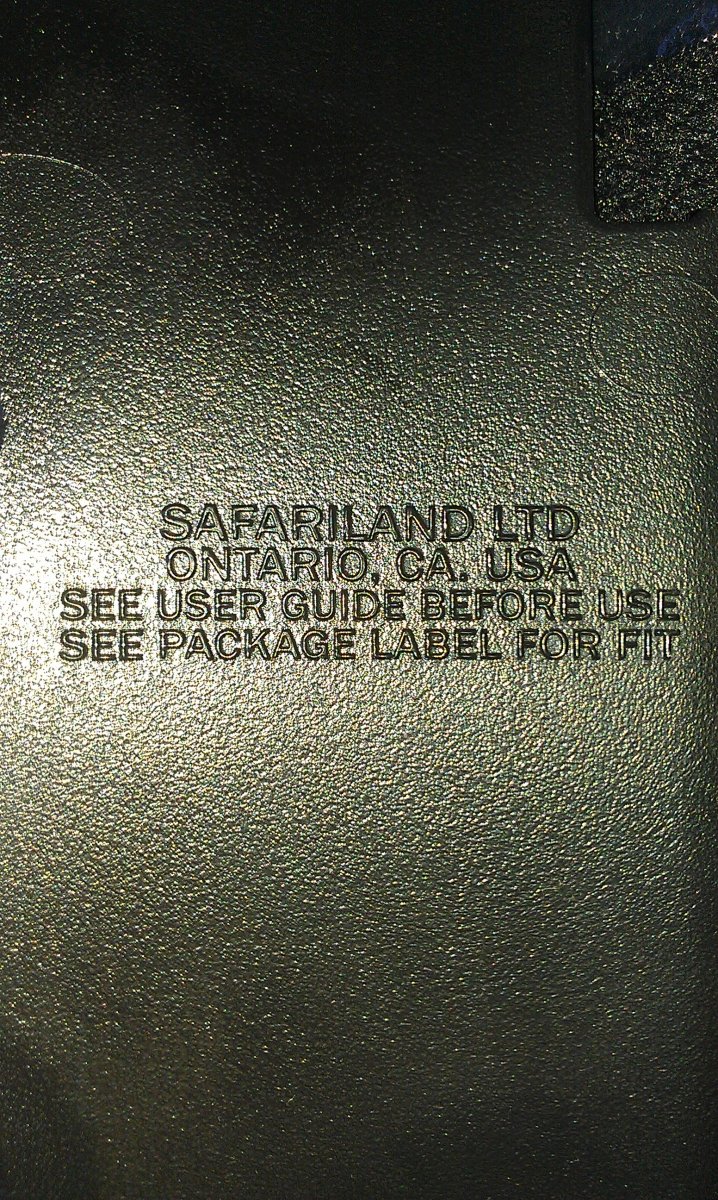 SAFARILAND LTD
ONTARIO, CA. USA
SEE USER GUIDE BEFORE USE
SEE PACKAGE LABEL FOR FIT